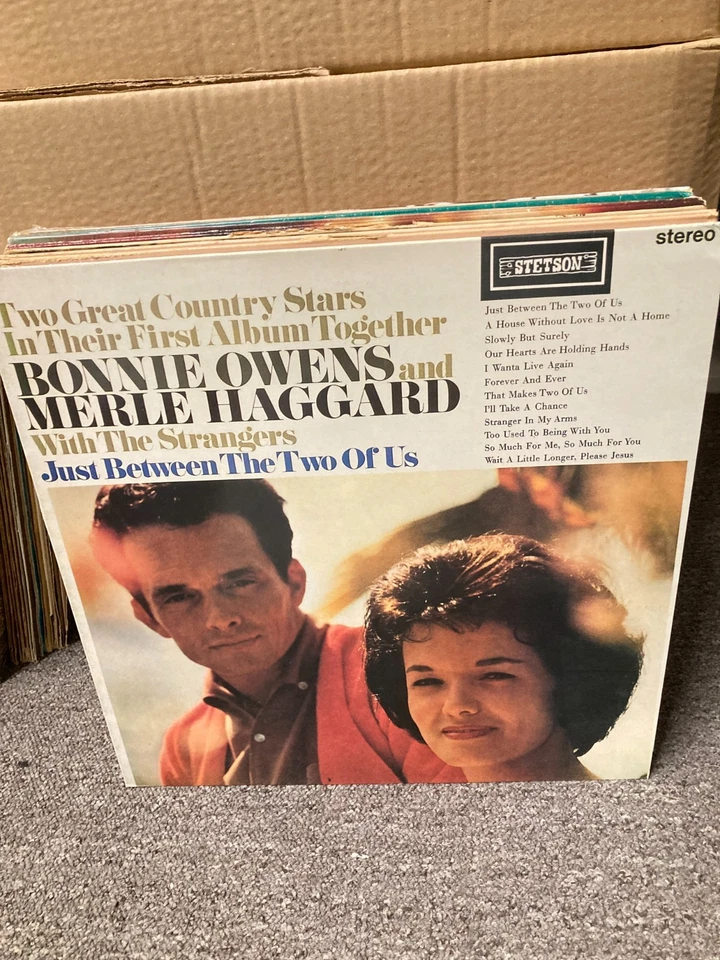 stereo
STETSON
Two Great Country Stars
In Their First Album Together
BONNIE OWENS and
MERLE HAGGARD
With The Strangers
Just Between The Two Of Us
Just Between The Two Of Us
A House Without Love Is Not A Home
Slowly But Surely
Our Hearts Are Holding Hands
I Wanta Live Again
Forever And Ever
That Makes Two Of Us
I'll Take A Chance
Stranger In My Arms
Too Used To Being With You
So Much For Me, So Much For You
Wait A Little Longer, Please Jesus